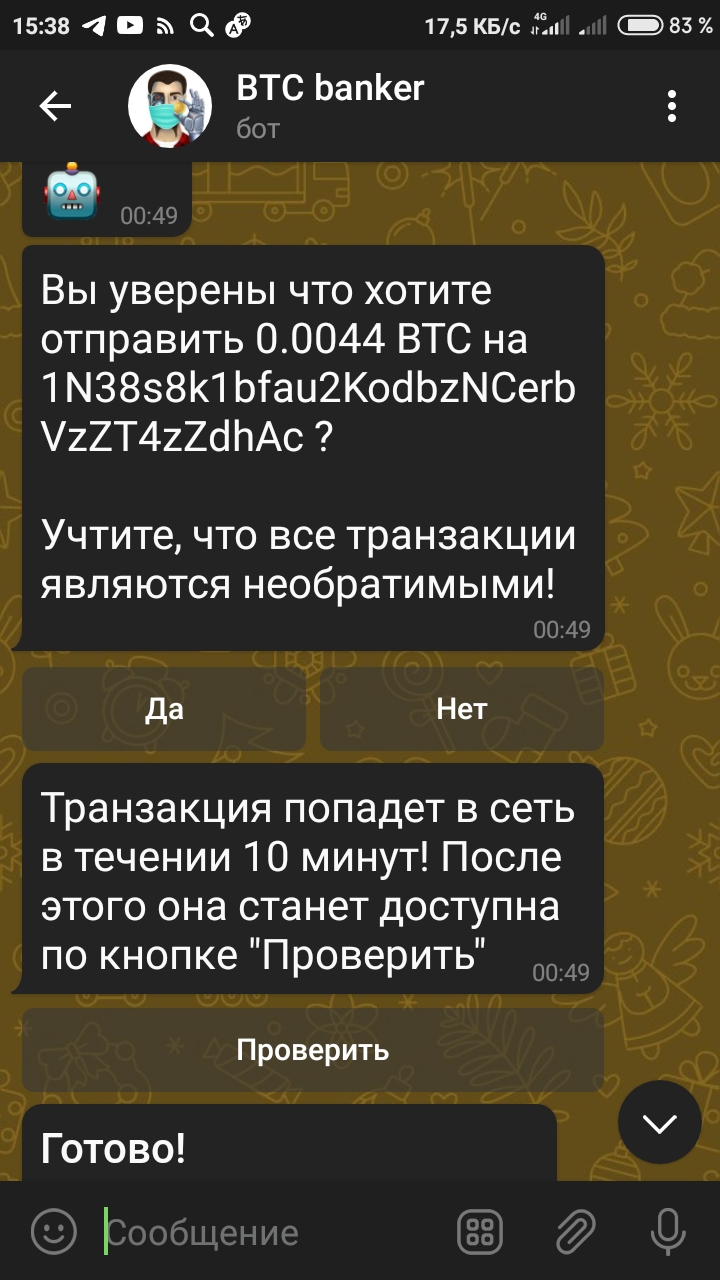 15:38
17,5 КБ/с 4G 83 %
BTC banker
бот
00:49
Вы уверены что хотите
отправить 0.0044 BTC на
1N38s8k1bfau2KodbzNCerb
VzZT4zZdhAc ?
Учтите, что все транзакции
являются необратимыми!
00:49
Да Нет
Транзакция попадет в сеть
в течении 10 минут! После
этого она станет доступна
по кнопке "Проверить"
00:49
Проверить
Готово!
Сообщение